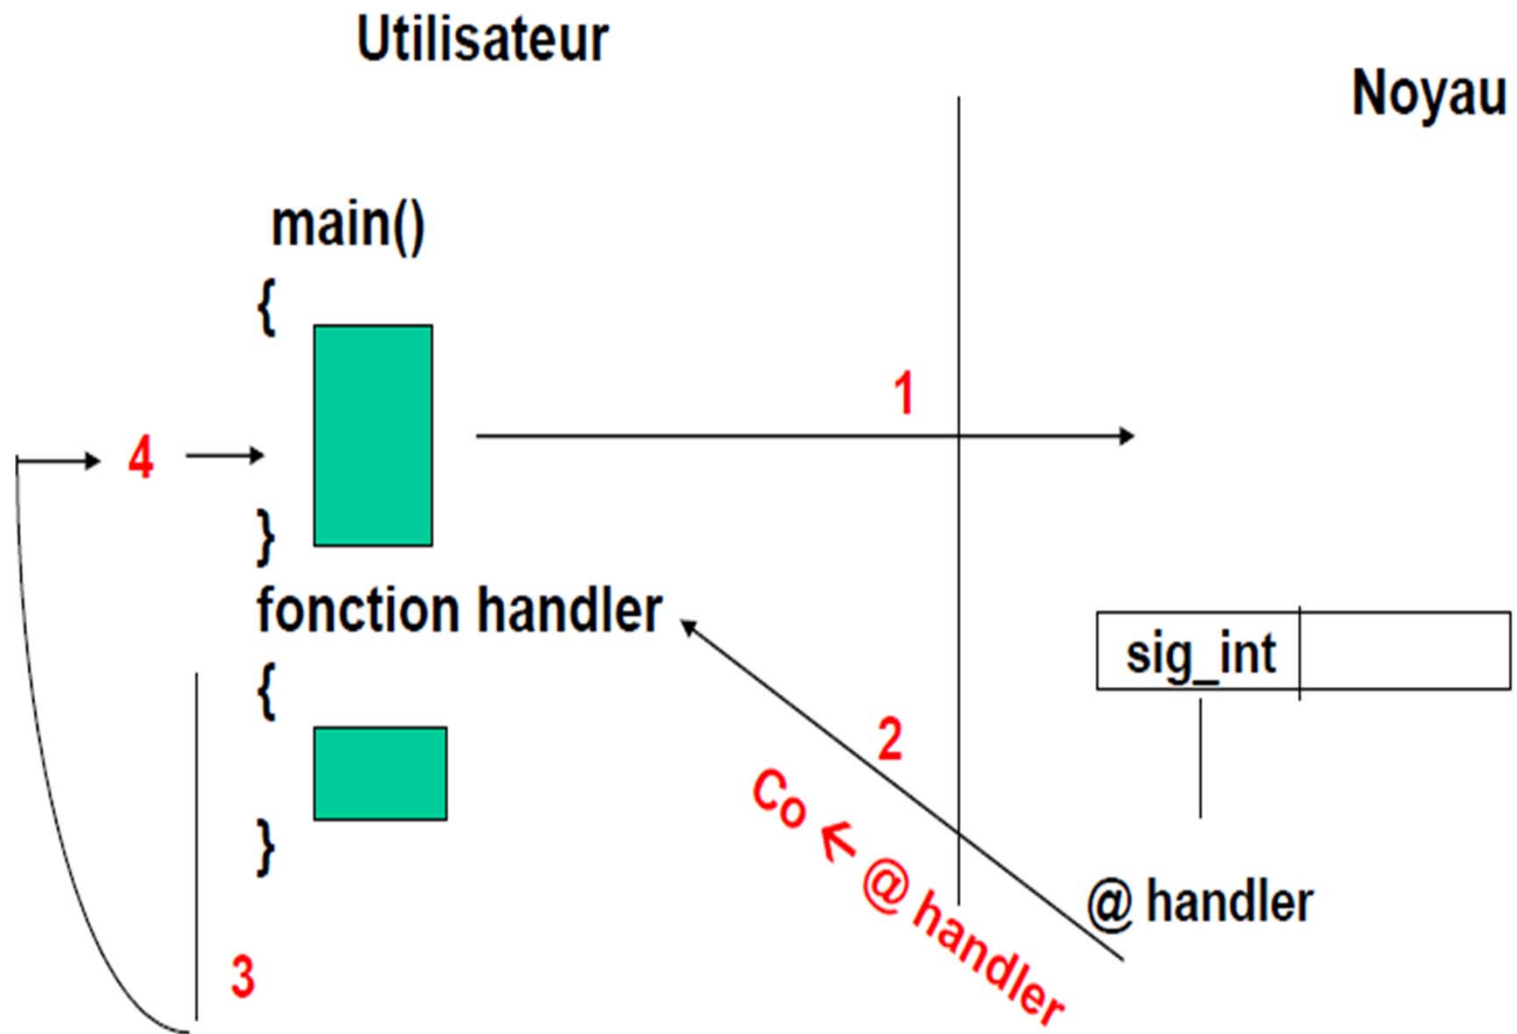 Utilisateur
Noyau
main()
{
1
4
}
fonction handler
sig_int
{
2
Co ← @ handler
}
@ handler
3